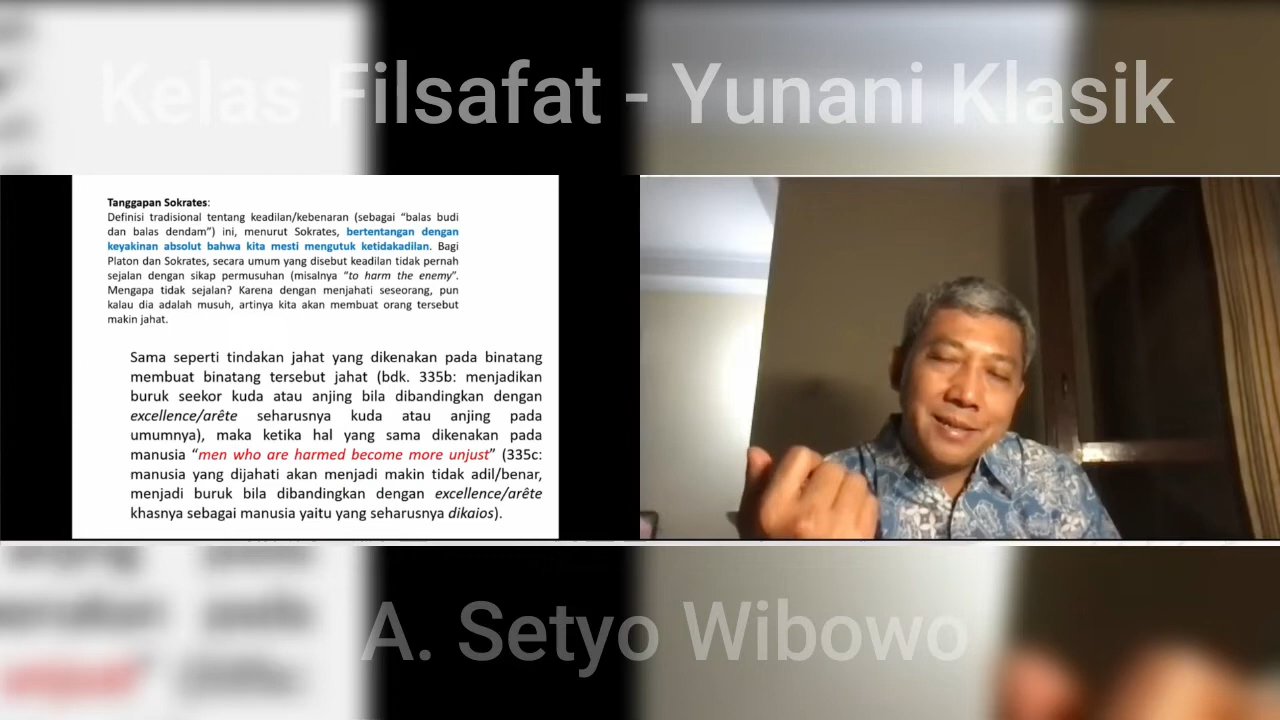 Kelas Filsafat - Yunani Klasik
Tanggapan Sokrates:
Definisi tradisional tentang keadilan/kebenaran (sebagai “balas budi
dan balas dendam”) ini, menurut Sokrates, bertentangan dengan
keyakinan absolut bahwa kita mesti mengutuk ketidakadilan. Bagi
Platon dan Sokrates, secara umum yang disebut keadilan tidak pernah
sejalan dengan sikap permusuhan (misalnya “to harm the enemy”.
Mengapa tidak sejalan? Karena dengan menjahati seseorang, pun
kalau dia adalah musuh, artinya kita akan membuat orang tersebut
makin jahat.
Sama seperti tindakan jahat yang dikenakan pada binatang
membuat binatang tersebut jahat (bdk. 335b: menjadikan
buruk seekor kuda atau anjing bila dibandingkan dengan
excellence/arête seharusnya kuda atau anjing pada
umumnya), maka ketika hal yang sama dikenakan pada
manusia “men who are harmed become more unjust” (335c:
manusia yang dijahati akan menjadi makin tidak adil/benar,
menjadi buruk bila dibandingkan dengan excellence/arête
khasnya sebagai manusia yaitu yang seharusnya dikaios).
A. Setyo Wibowo